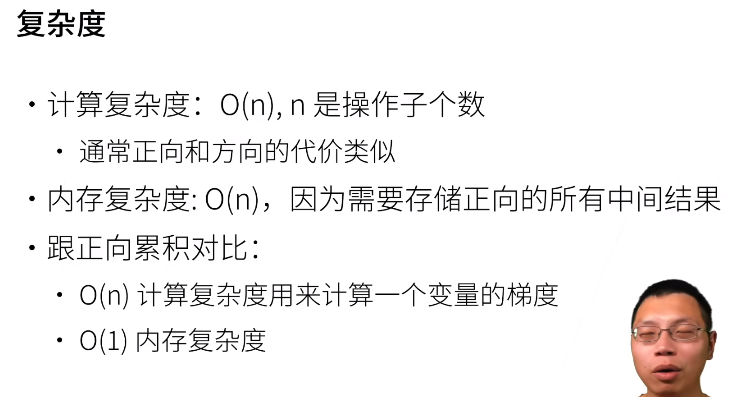 复杂度
• 计算复杂度：O(n), n 是操作子个数
• 通常正向和方向的代价类似
• 内存复杂度: O(n)，因为需要存储正向的所有中间结果
• 跟正向累积对比：
• O(n) 计算复杂度用来计算一个变量的梯度
• O(1) 内存复杂度